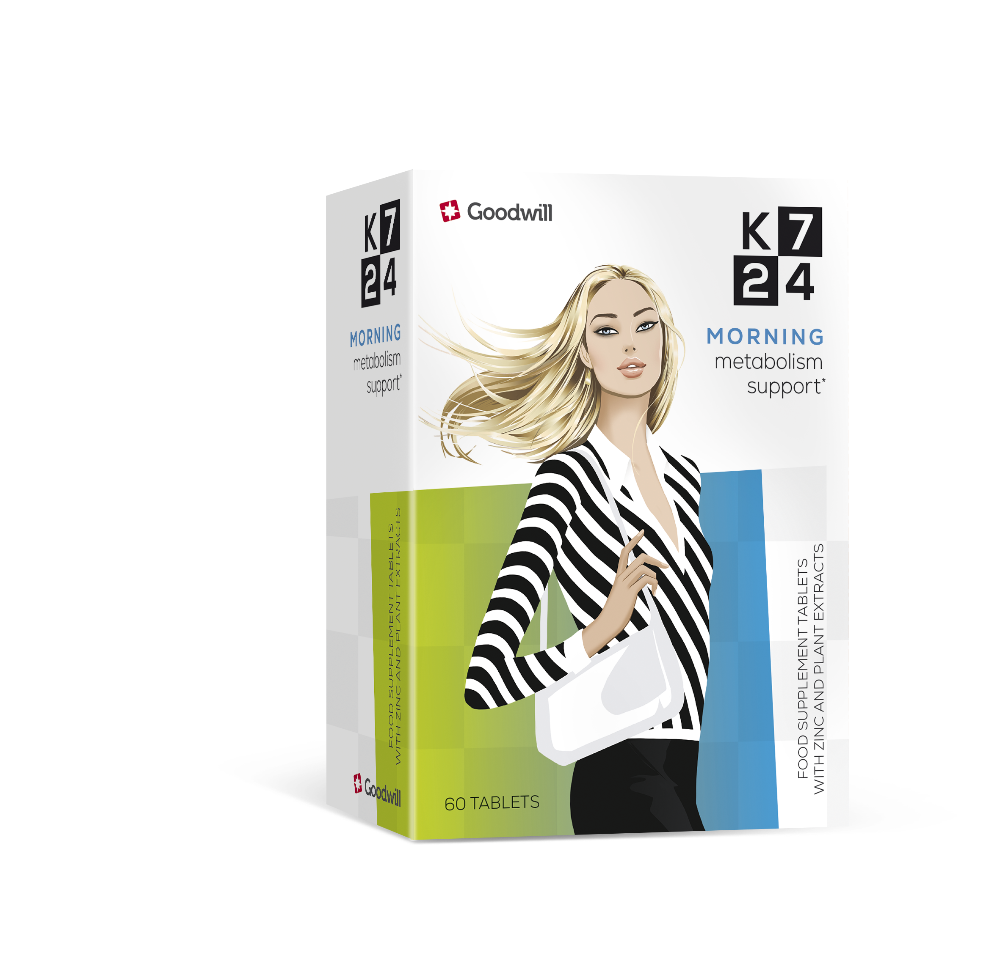 K7
24
MORNING
metabolism
support*
FOOD SUPPLEMENT TABLETS
WITH ZINC AND PLANT EXTRACTS
Goodwill
Goodwill
K7
24
MORNING
metabolism
support*
FOOD SUPPLEMENT TABLETS
WITH ZINC AND PLANT EXTRACTS
60 TABLETS